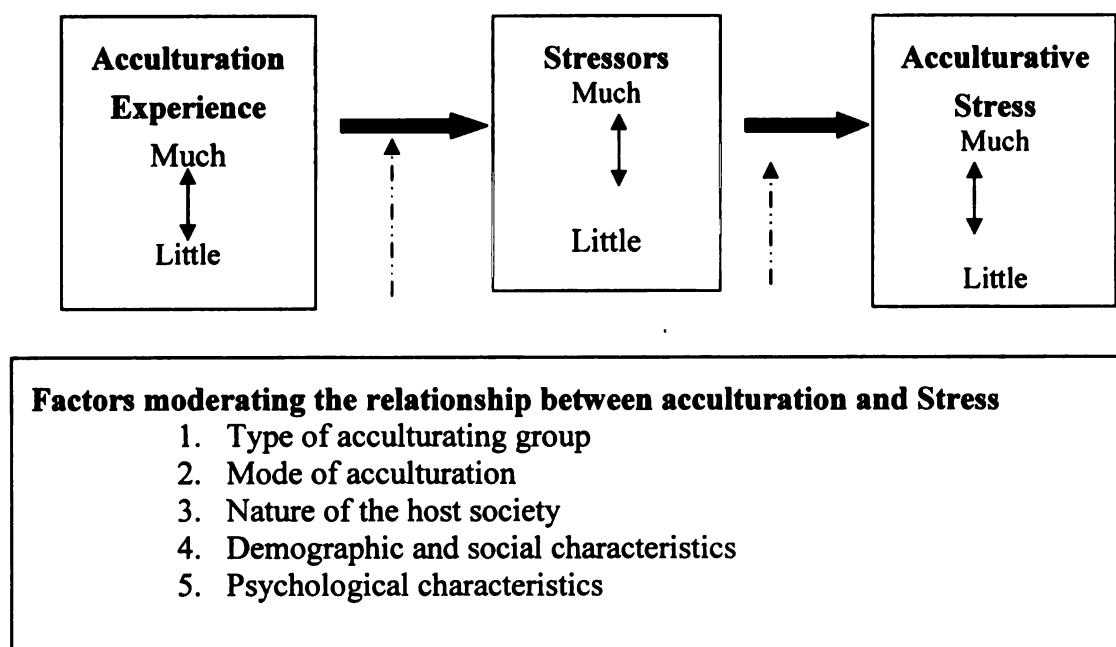 Acculturation
Experience
Much
Little
Stressors
Much
Little
Acculturative
Stress
Much
Little
Factors moderating the relationship between acculturation and Stress
1. Type of acculturating group
2. Mode of acculturation
3. Nature of the host society
4. Demographic and social characteristics
5. Psychological characteristics